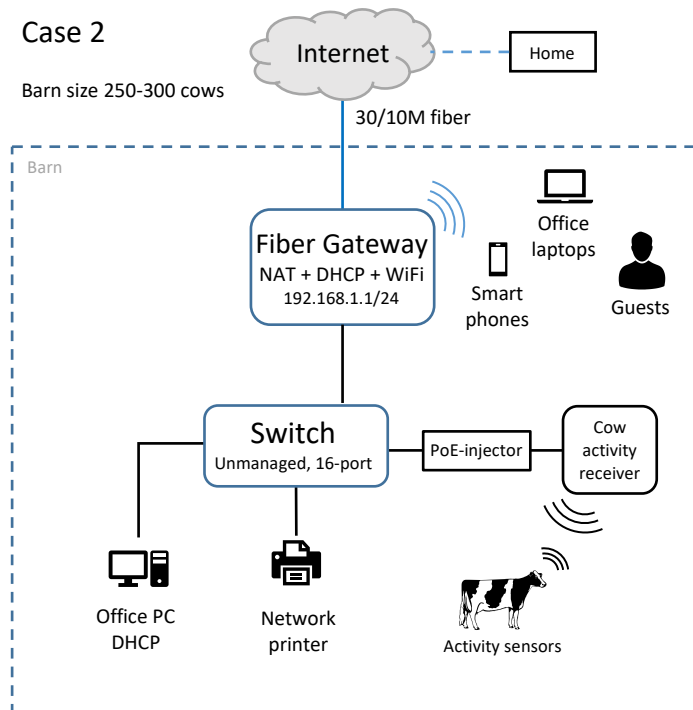 Case 2
Internet
Home
Barn size 250-300 cows
30/10M fiber
Barn
Office
laptops
Fiber Gateway
NAT + DHCP + WiFi
192.168.1.1/24
Smart
phones
Guests
Switch
Unmanaged, 16-port
PoE-injector
Cow
activity
receiver
Office PC
DHCP
Network
printer
Activity sensors